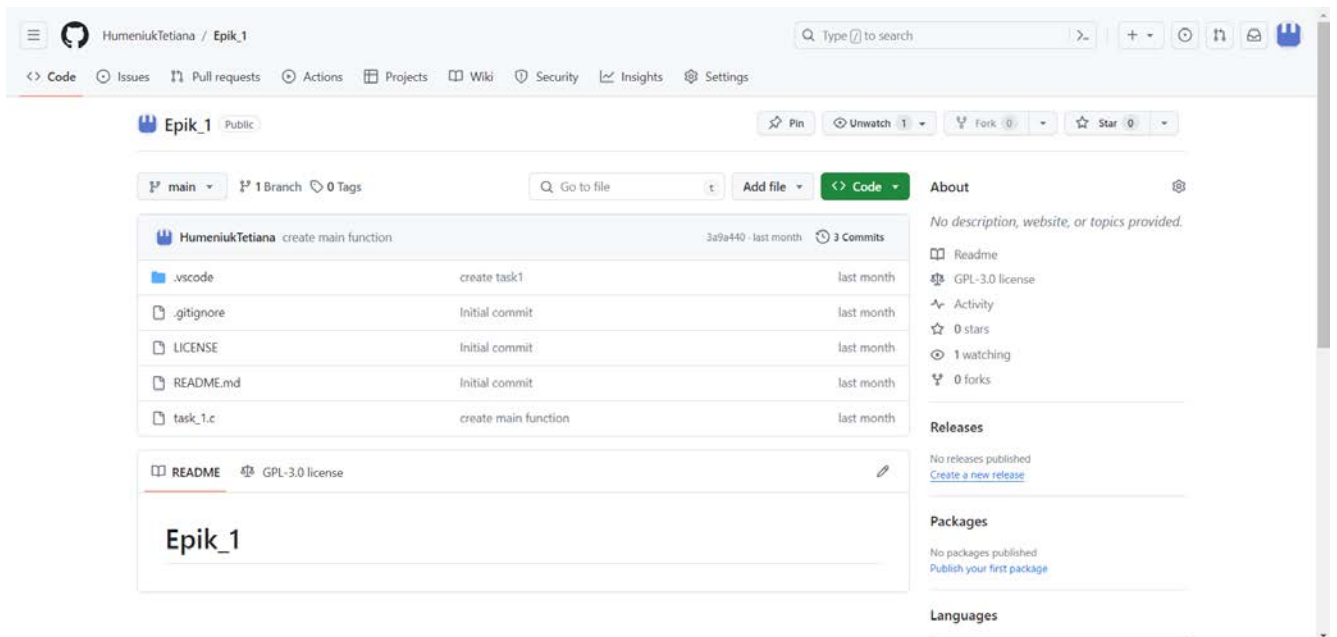 HumeniukTetiana / Epik_1
Type / to search
Code Issues Pull requests Actions Projects Wiki Security Insights Settings
Epik_1 Public
Pin Unwatch 1 Fork 0 Star 0
main 1 Branch 0 Tags
Go to file t Add file Code
HumeniukTetiana create main function 3a9a440 · last month 3 Commits
.vscode create task1 last month
.gitignore Initial commit last month
LICENSE Initial commit last month
README.md Initial commit last month
task_1.c create main function last month
README GPL-3.0 license
Epik_1
About
No description, website, or topics provided.
Readme
GPL-3.0 license
Activity
0 stars
1 watching
0 forks
Releases
No releases published
Create a new release
Packages
No packages published
Publish your first package
Languages